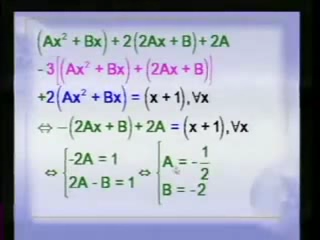 (Ax² + Bx) + 2(2Ax + B) + 2A
-3[(Ax² + Bx) + (2Ax + B)]
+2(Ax² + Bx) = (x + 1), ∀x
⇔ -(2Ax + B) + 2A = (x + 1), ∀x
⇔ { -2A = 1 ⇔ { A = -1/2
2A - B = 1 B = -2